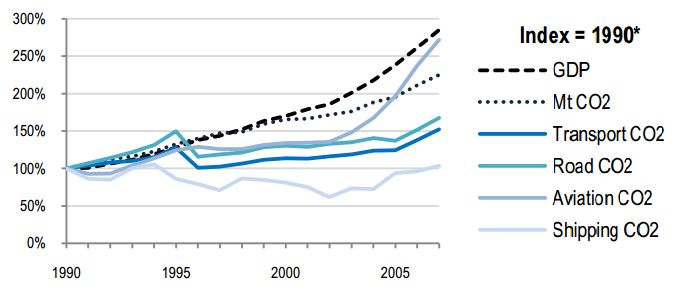 300%
250%
200%
150%
100%
50%
0%
1990
1995
2000
2005
Index = 1990*
GDP
Mt CO2
Transport CO2
Road CO2
Aviation CO2
Shipping CO2